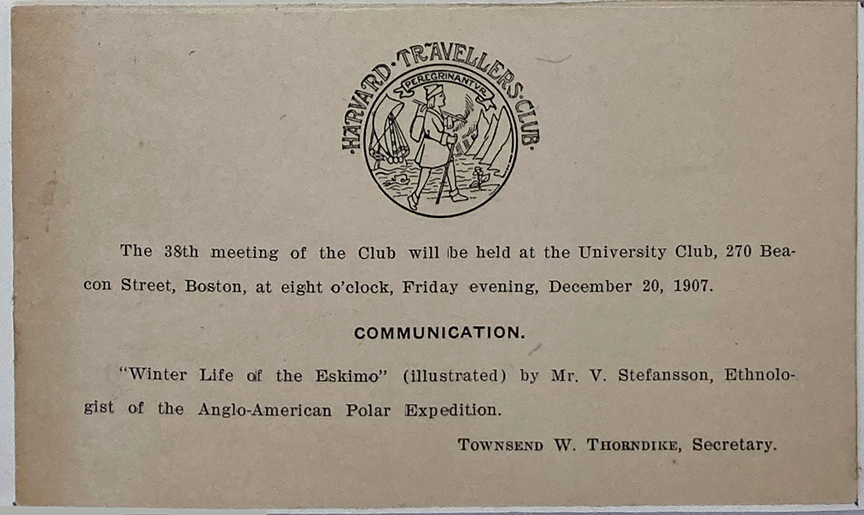 ·HARVARD·TRAVELLERS·CLUB·
PEREGRINANTVR
The 38th meeting of the Club will be held at the University Club, 270 Bea-
con Street, Boston, at eight o'clock, Friday evening, December 20, 1907.
COMMUNICATION.
"Winter Life of the Eskimo" (illustrated) by Mr. V. Stefansson, Ethnolo-
gist of the Anglo-American Polar Expedition.
TOWNSEND W. THORNDIKE, Secretary.